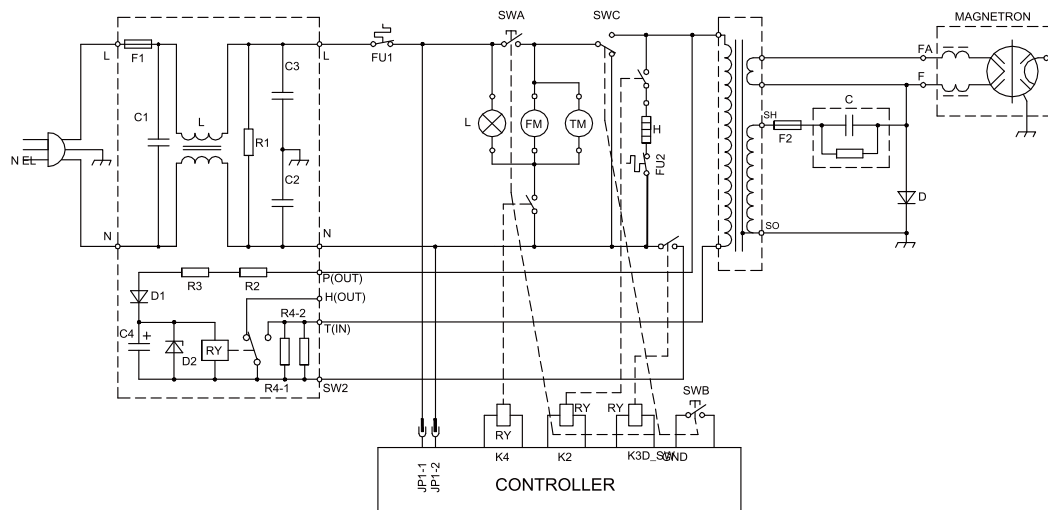 SWA
SWC
MAGNETRON
L
F1
L
FU1
C3
FA
F
C1
L
R1
L
FM
TM
H
SH
C
F2
N EL
C2
FU2
D
N
N
SO
R3
R2
P(OUT)
D1
H(OUT)
R4-2
T(IN)
C4
+
D2
RY
R4-1
SW2
SWB
RY
RY
RY
K4
K2
K3
D_SW
GND
JP1-1
JP1-2
CONTROLLER